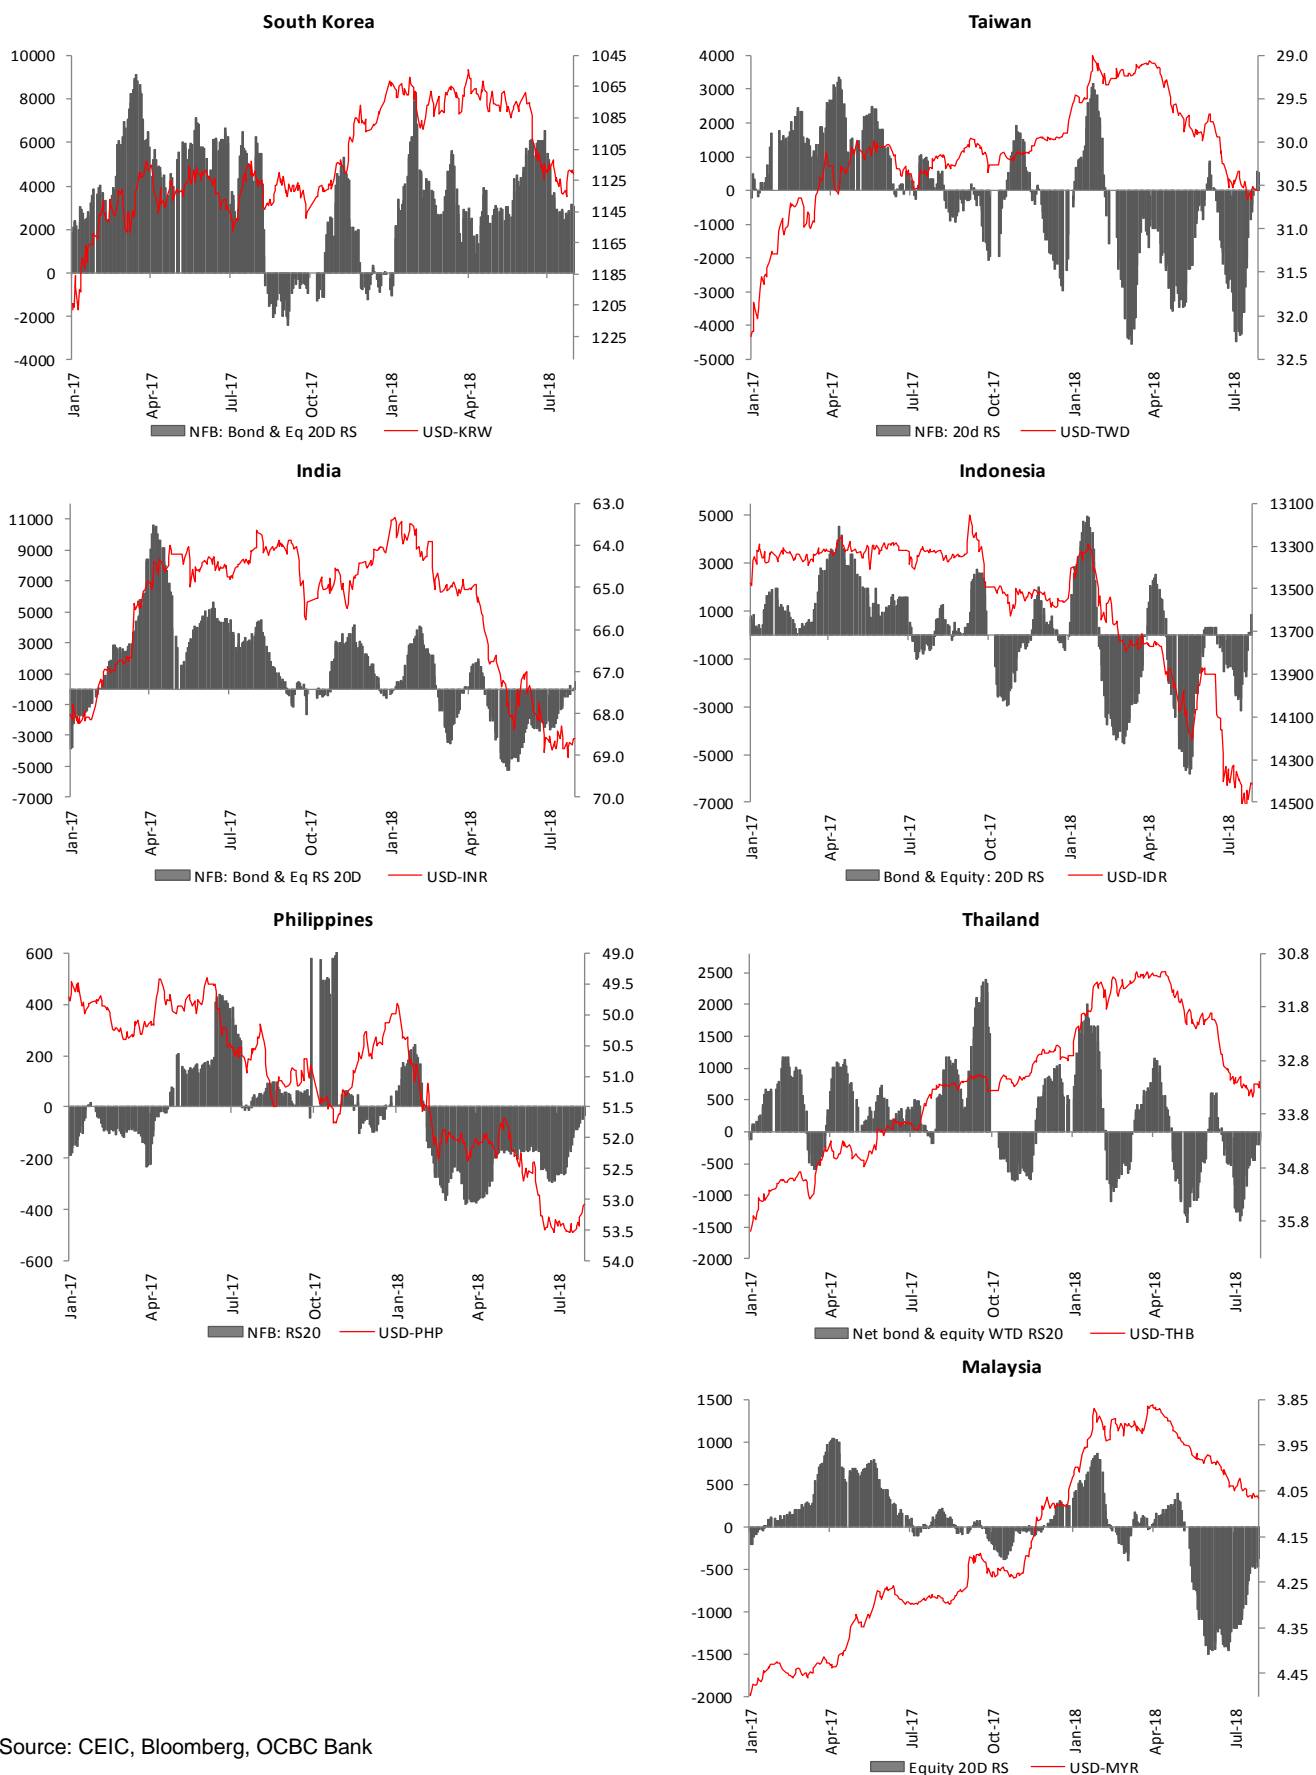 South Korea
10000
8000
6000
4000
2000
0
-2000
-4000
1045
1065
1085
1105
1125
1145
1165
1185
1205
1225
Jan-17
Apr-17
Jul-17
Oct-17
Jan-18
Apr-18
Jul-18
NFB: Bond & Eq 20D RS USD-KRW
Taiwan
4000
3000
2000
1000
0
-1000
-2000
-3000
-4000
-5000
29.0
29.5
30.0
30.5
31.0
31.5
32.0
32.5
Jan-17
Apr-17
Jul-17
Oct-17
Jan-18
Apr-18
Jul-18
NFB: 20d RS USD-TWD
India
11000
9000
7000
5000
3000
1000
-1000
-3000
-5000
-7000
63.0
64.0
65.0
66.0
67.0
68.0
69.0
70.0
Jan-17
Apr-17
Jul-17
Oct-17
Jan-18
Apr-18
Jul-18
NFB: Bond & Eq RS 20D USD-INR
Indonesia
5000
3000
1000
-1000
-3000
-5000
-7000
13100
13300
13500
13700
13900
14100
14300
14500
Jan-17
Apr-17
Jul-17
Oct-17
Jan-18
Apr-18
Jul-18
Bond & Equity: 20D RS USD-IDR
Philippines
600
400
200
0
-200
-400
-600
49.0
49.5
50.0
50.5
51.0
51.5
52.0
52.5
53.0
53.5
54.0
Jan-17
Apr-17
Jul-17
Oct-17
Jan-18
Apr-18
Jul-18
NFB: RS20 USD-PHP
Thailand
2500
2000
1500
1000
500
0
-500
-1000
-1500
-2000
30.8
31.8
32.8
33.8
34.8
35.8
Jan-17
Apr-17
Jul-17
Oct-17
Jan-18
Apr-18
Jul-18
Net bond & equity WTD RS20 USD-THB
Malaysia
1500
1000
500
0
-500
-1000
-1500
-2000
3.85
3.95
4.05
4.15
4.25
4.35
4.45
Jan-17
Apr-17
Jul-17
Oct-17
Jan-18
Apr-18
Jul-18
Equity 20D RS USD-MYR
Source: CEIC, Bloomberg, OCBC Bank